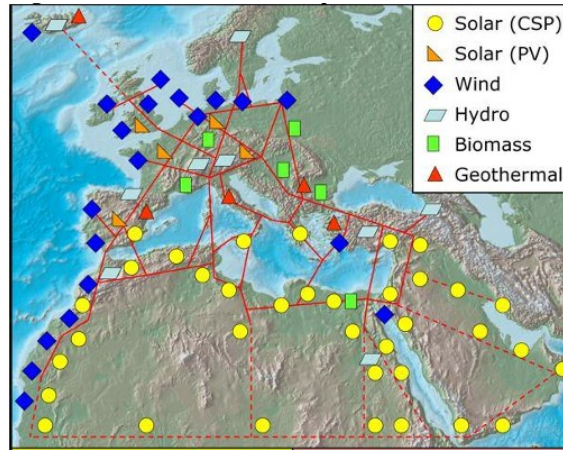 Solar (CSP)
Solar (PV)
Wind
Hydro
Biomass
Geothermal